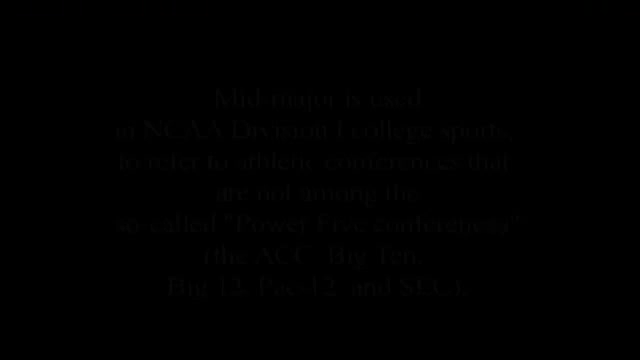 Mid-major is used
in NCAA Division I college sports,
to refer to athletic conferences that
are not among the
so-called "Power Five conferences"
(the ACC, Big Ten,
Big 12, Pac-12, and SEC).